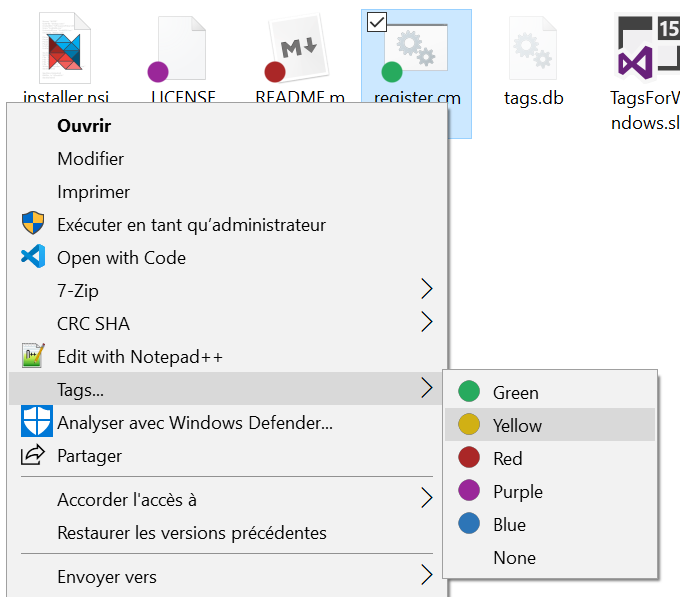 M
15
installer.nsi
LICENSE
README.m
register.cm
tags.db
TagsForW
ndows.sl
Ouvrir
Modifier
Imprimer
Exécuter en tant qu’administrateur
Open with Code
7-Zip
CRC SHA
Edit with Notepad++
Tags...
Analyser avec Windows Defender...
Partager
Accorder l'accès à
Restaurer les versions précédentes
Envoyer vers
Green
Yellow
Red
Purple
Blue
None